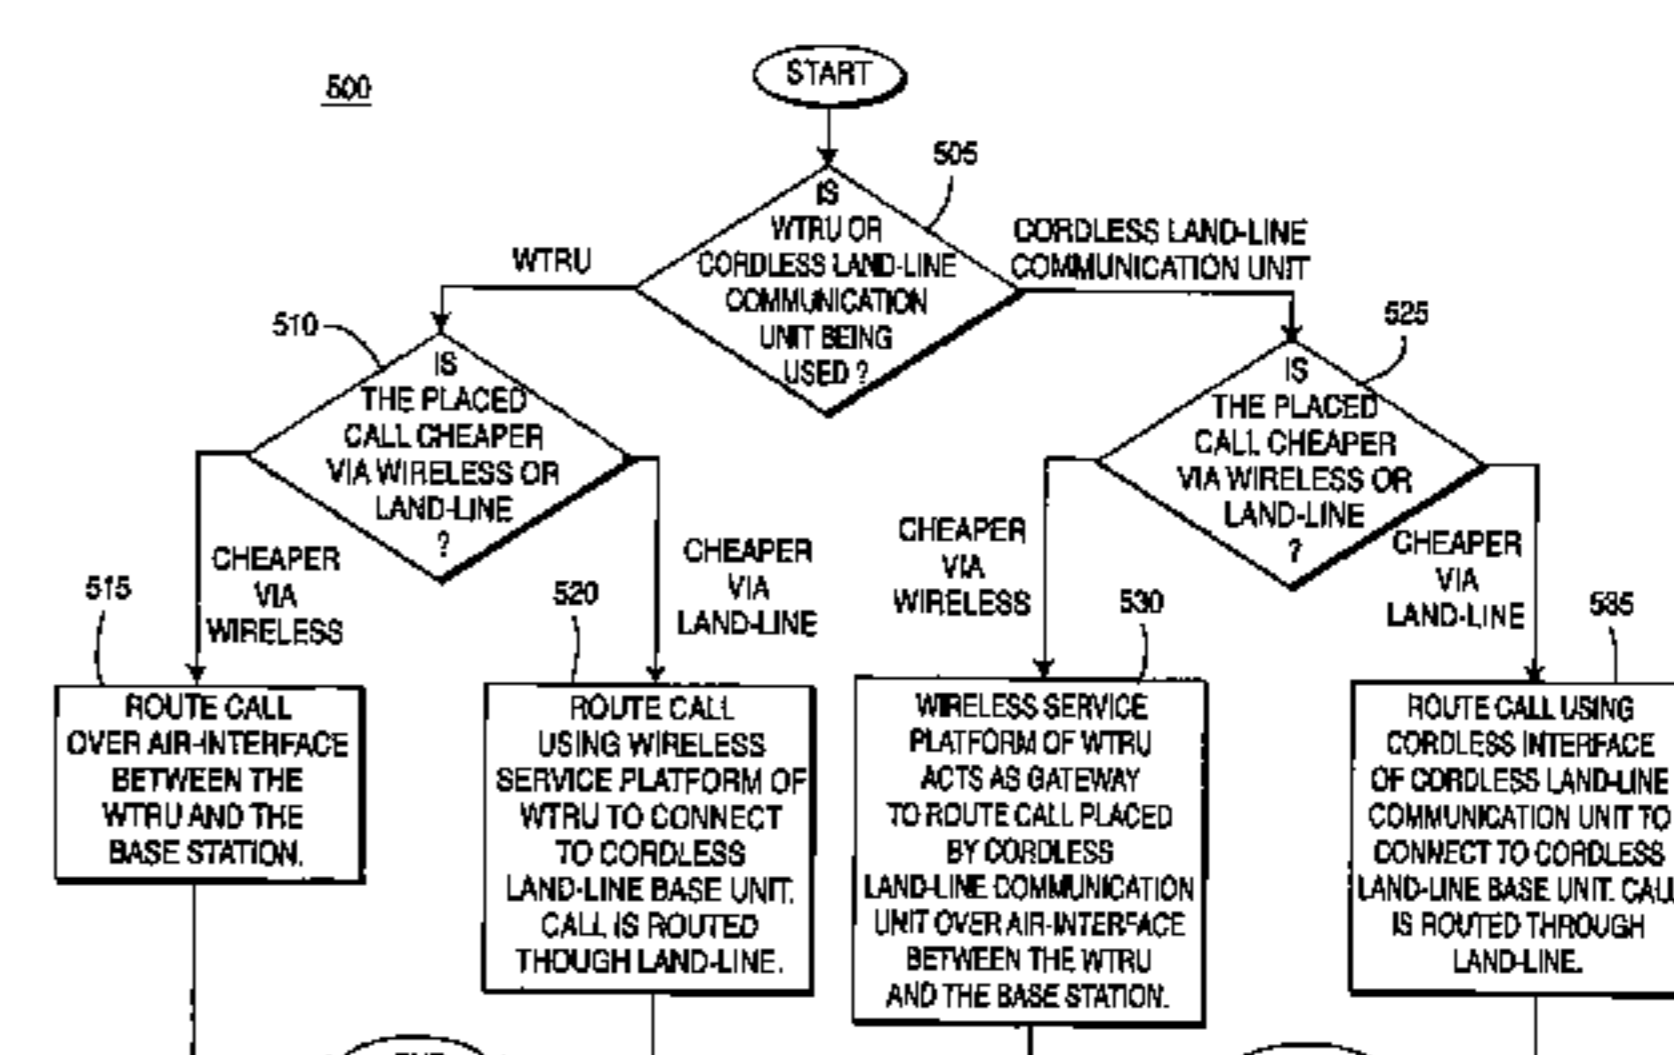 500
START
505
IS
WTRU OR
CORDLESS LAND-LINE
COMMUNICATION
UNIT BEING
USED ?
WTRU
CORDLESS LAND-LINE
COMMUNICATION UNIT
510
IS
THE PLACED
CALL CHEAPER
VIA WIRELESS OR
LAND-LINE
?
525
IS
THE PLACED
CALL CHEAPER
VIA WIRELESS OR
LAND-LINE
?
CHEAPER
VIA
WIRELESS
CHEAPER
VIA
LAND-LINE
CHEAPER
VIA
WIRELESS
CHEAPER
VIA
LAND-LINE
515
ROUTE CALL
OVER AIR-INTERFACE
BETWEEN THE
WTRU AND THE
BASE STATION.
520
ROUTE CALL
USING WIRELESS
SERVICE PLATFORM OF
WTRU TO CONNECT
TO CORDLESS
LAND-LINE BASE UNIT.
CALL IS ROUTED
THOUGH LAND-LINE.
530
WIRELESS SERVICE
PLATFORM OF WTRU
ACTS AS GATEWAY
TO ROUTE CALL PLACED
BY CORDLESS
LAND-LINE COMMUNICATION
UNIT OVER AIR-INTERFACE
BETWEEN THE WTRU
AND THE BASE STATION.
535
ROUTE CALL USING
CORDLESS INTERFACE
OF CORDLESS LAND-LINE
COMMUNICATION UNIT TO
CONNECT TO CORDLESS
LAND-LINE BASE UNIT. CALL
IS ROUTED THROUGH
LAND-LINE.